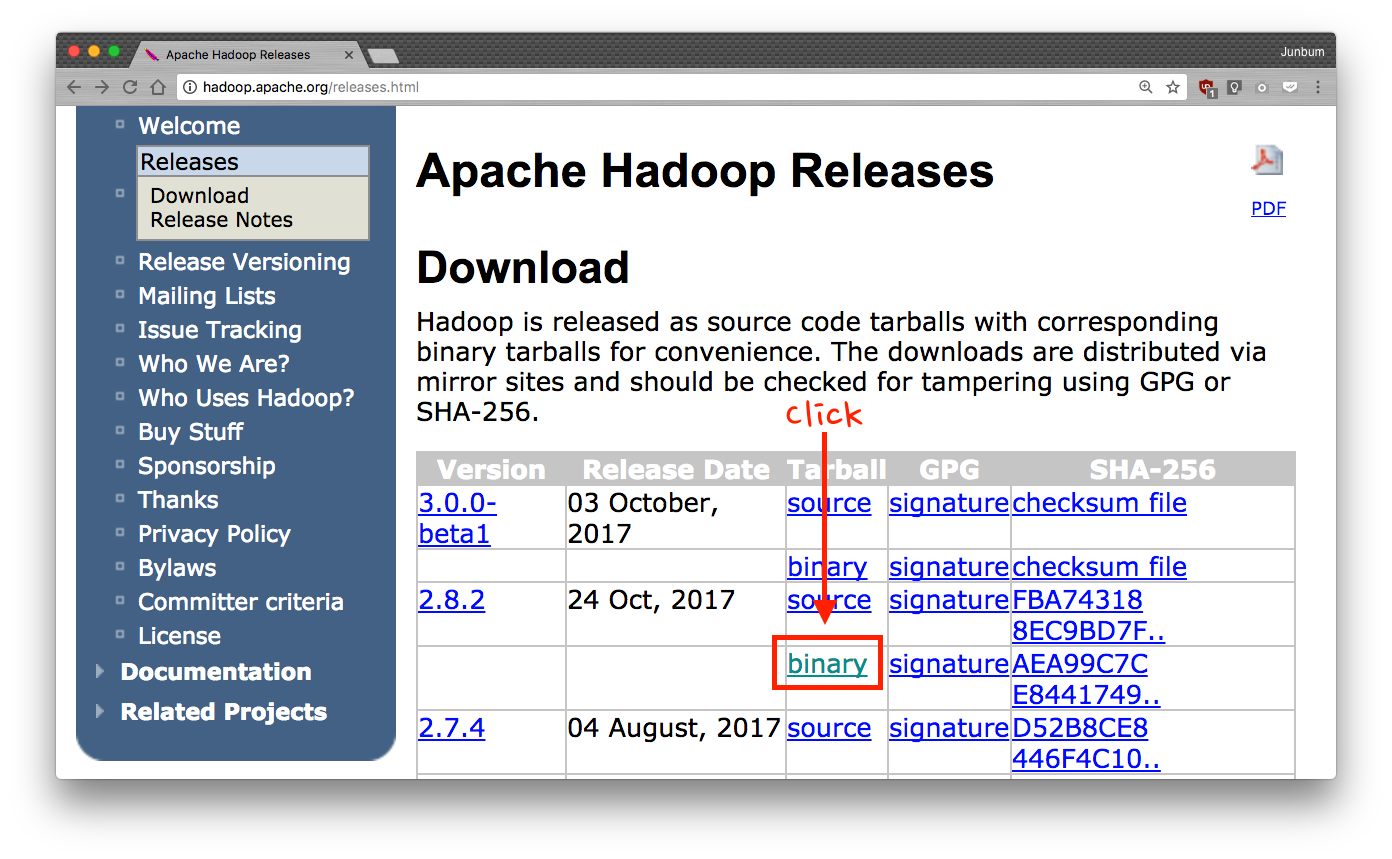 Apache Hadoop Releases
Junbum
hadoop.apache.org/releases.html
1
Welcome
Releases
Download
Release Notes
Release Versioning
Mailing Lists
Issue Tracking
Who We Are?
Who Uses Hadoop?
Buy Stuff
Sponsorship
Thanks
Privacy Policy
Bylaws
Committer criteria
License
Documentation
Related Projects
Apache Hadoop Releases
PDF
Download
Hadoop is released as source code tarballs with corresponding
binary tarballs for convenience. The downloads are distributed via
mirror sites and should be checked for tampering using GPG or
SHA-256.
click
Version Release Date Tarball GPG SHA-256
3.0.0- 03 October, source signature checksum file
beta1 2017
binary signature checksum file
2.8.2 24 Oct, 2017 source signature FBA74318
8EC9BD7F..
binary signature AEA99C7C
E8441749..
2.7.4 04 August, 2017 source signature D52B8CE8
446F4C10..